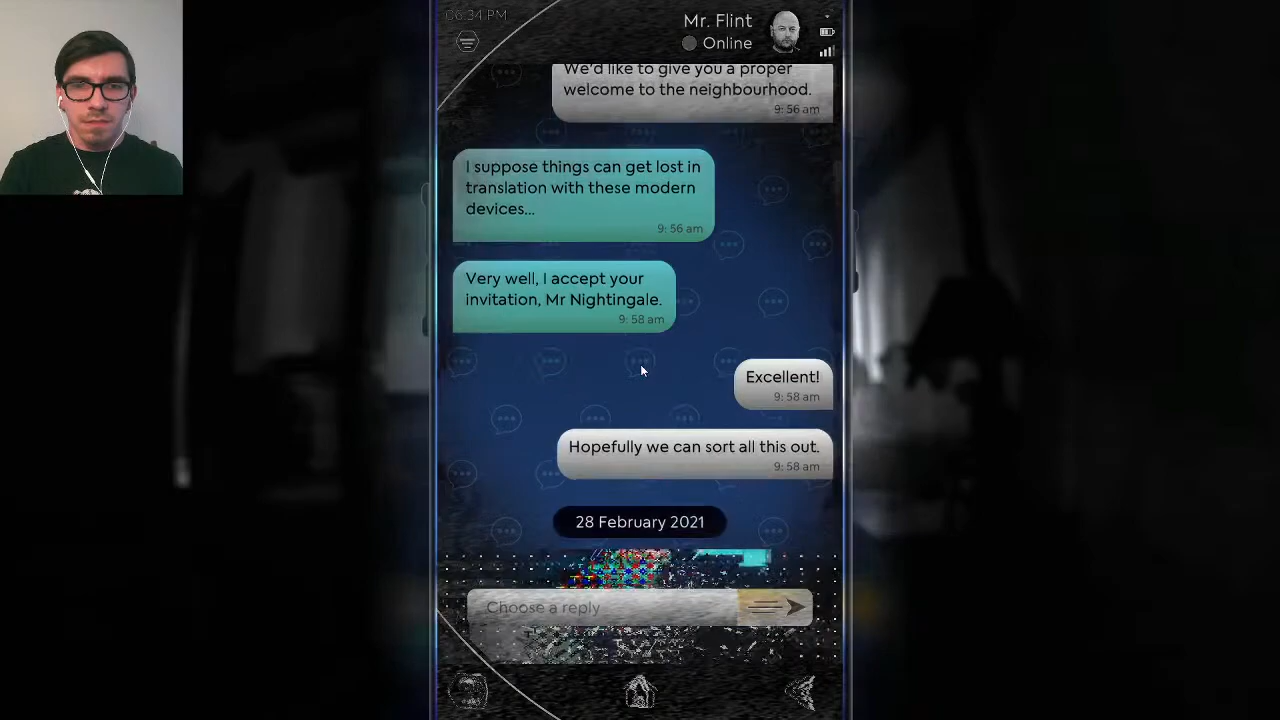 06:34 PM
Mr. Flint
Online
We'd like to give you a proper
welcome to the neighbourhood.
9: 56 am
I suppose things can get lost in
translation with these modern
devices...
9: 56 am
Very well, I accept your
invitation, Mr Nightingale.
9: 58 am
Excellent!
9: 58 am
Hopefully we can sort all this out.
9: 58 am
28 February 2021
Choose a reply